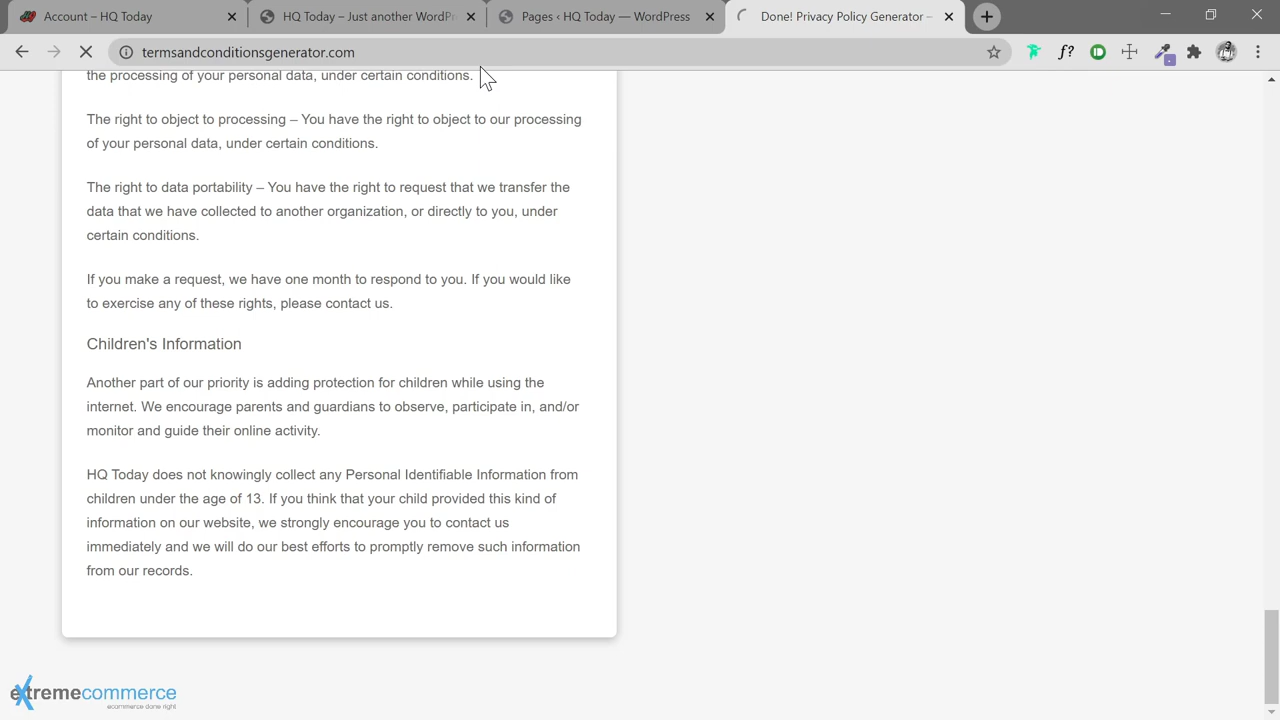 Account – HQ Today
HQ Today – Just another WordPr
Pages ‹ HQ Today — WordPress
Done! Privacy Policy Generator –
termsandconditionsgenerator.com
f?
the processing of your personal data, under certain conditions.
The right to object to processing – You have the right to object to our processing
of your personal data, under certain conditions.
The right to data portability – You have the right to request that we transfer the
data that we have collected to another organization, or directly to you, under
certain conditions.
If you make a request, we have one month to respond to you. If you would like
to exercise any of these rights, please contact us.
Children's Information
Another part of our priority is adding protection for children while using the
internet. We encourage parents and guardians to observe, participate in, and/or
monitor and guide their online activity.
HQ Today does not knowingly collect any Personal Identifiable Information from
children under the age of 13. If you think that your child provided this kind of
information on our website, we strongly encourage you to contact us
immediately and we will do our best efforts to promptly remove such information
from our records.
extremecommerce
ecommerce done right